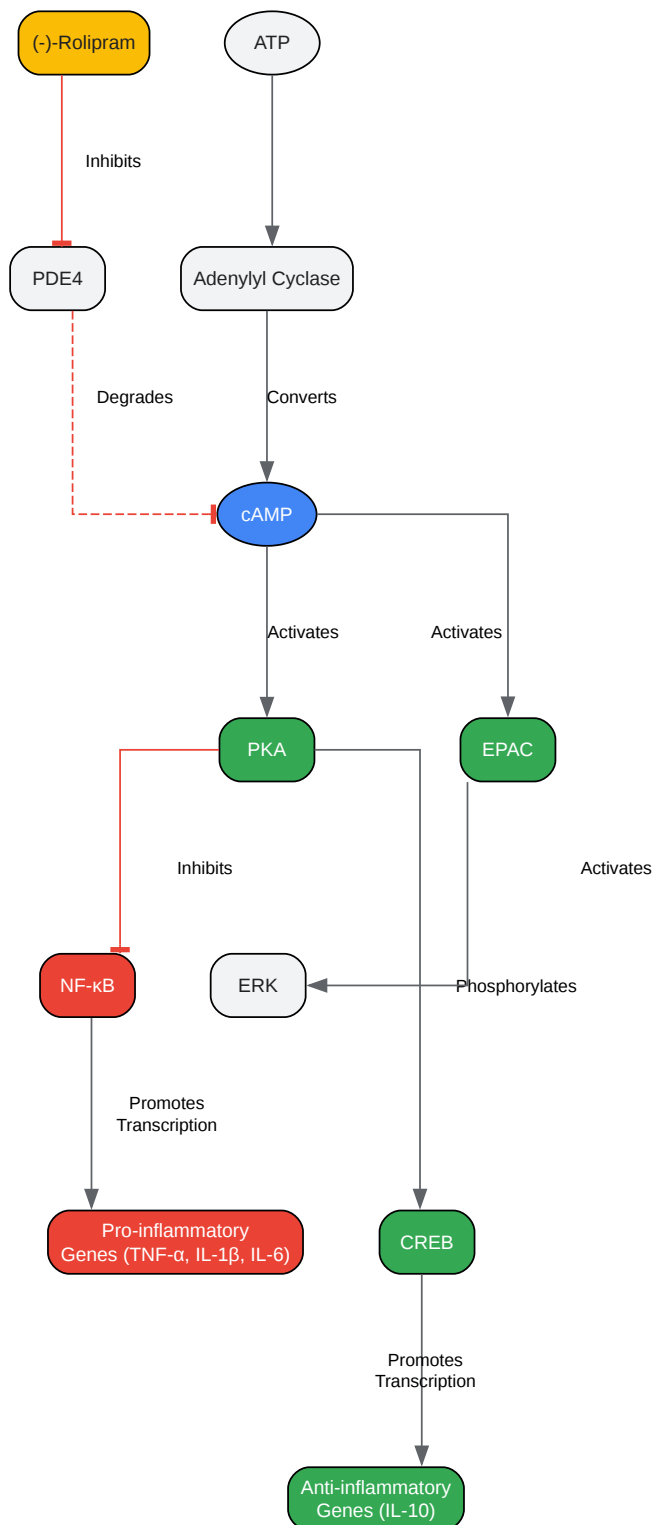 (-)-Rolipram
ATP
Inhibits
PDE4
Adenylyl Cyclase
Degrades
Converts
cAMP
Activates
Activates
PKA
EPAC
Inhibits
Activates
NF-κB
ERK
Phosphorylates
Promotes
Transcription
Pro-inflammatory
Genes (TNF-α, IL-1β, IL-6)
CREB
Promotes
Transcription
Anti-inflammatory
Genes (IL-10)